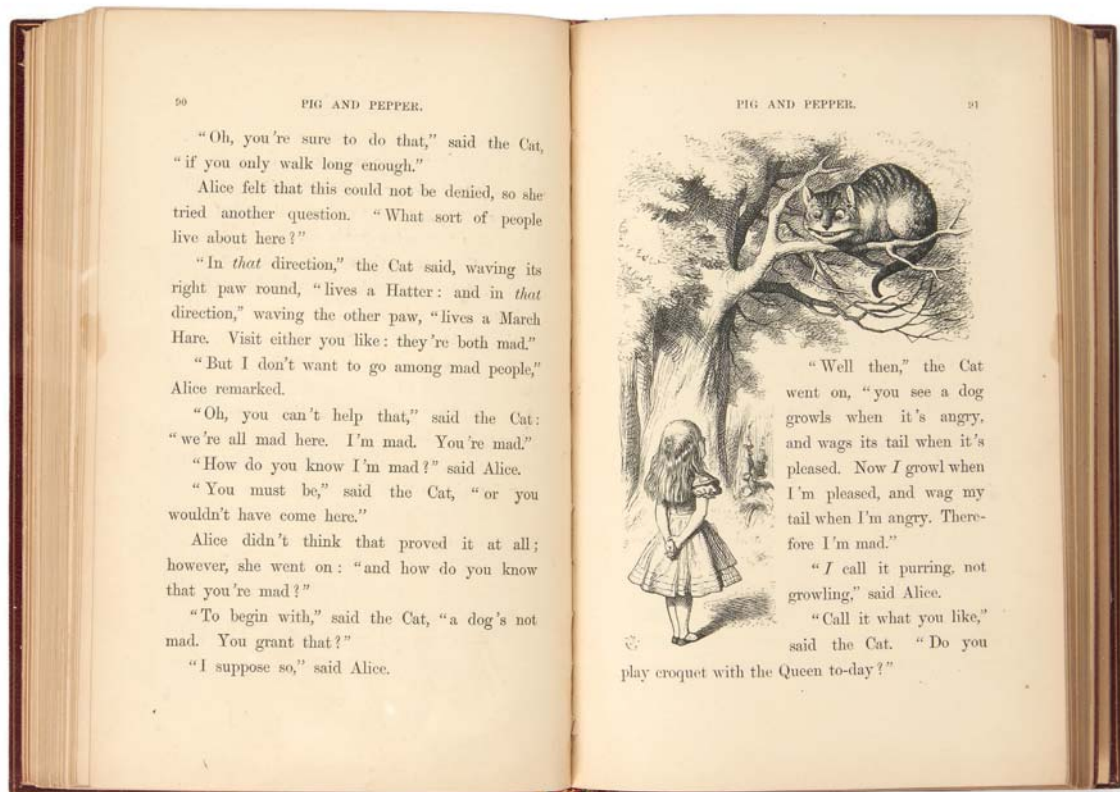 90
PIG AND PEPPER.
“Oh, you're sure to do that,” said the Cat,
“if you only walk long enough.”
Alice felt that this could not be denied, so she
tried another question. “What sort of people
live about here?”
“In that direction,” the Cat said, waving its
right paw round, “lives a Hatter: and in that
direction,” waving the other paw, “lives a March
Hare. Visit either you like: they're both mad.”
“But I don't want to go among mad people,”
Alice remarked.
“Oh, you can't help that,” said the Cat:
“we're all mad here. I'm mad. You're mad.”
“How do you know I'm mad?” said Alice.
“You must be,” said the Cat, “or you
wouldn't have come here.”
Alice didn't think that proved it at all;
however, she went on: “and how do you know
that you're mad?”
“To begin with,” said the Cat, “a dog's not
mad. You grant that?”
“I suppose so,” said Alice.
PIG AND PEPPER.
91
“Well then,” the Cat
went on, “you see a dog
growls when it's angry,
and wags its tail when it's
pleased. Now I growl when
I'm pleased, and wag my
tail when I'm angry. There-
fore I'm mad.”
“I call it purring, not
growling,” said Alice.
“Call it what you like,”
said the Cat. “Do you
play croquet with the Queen to-day?”